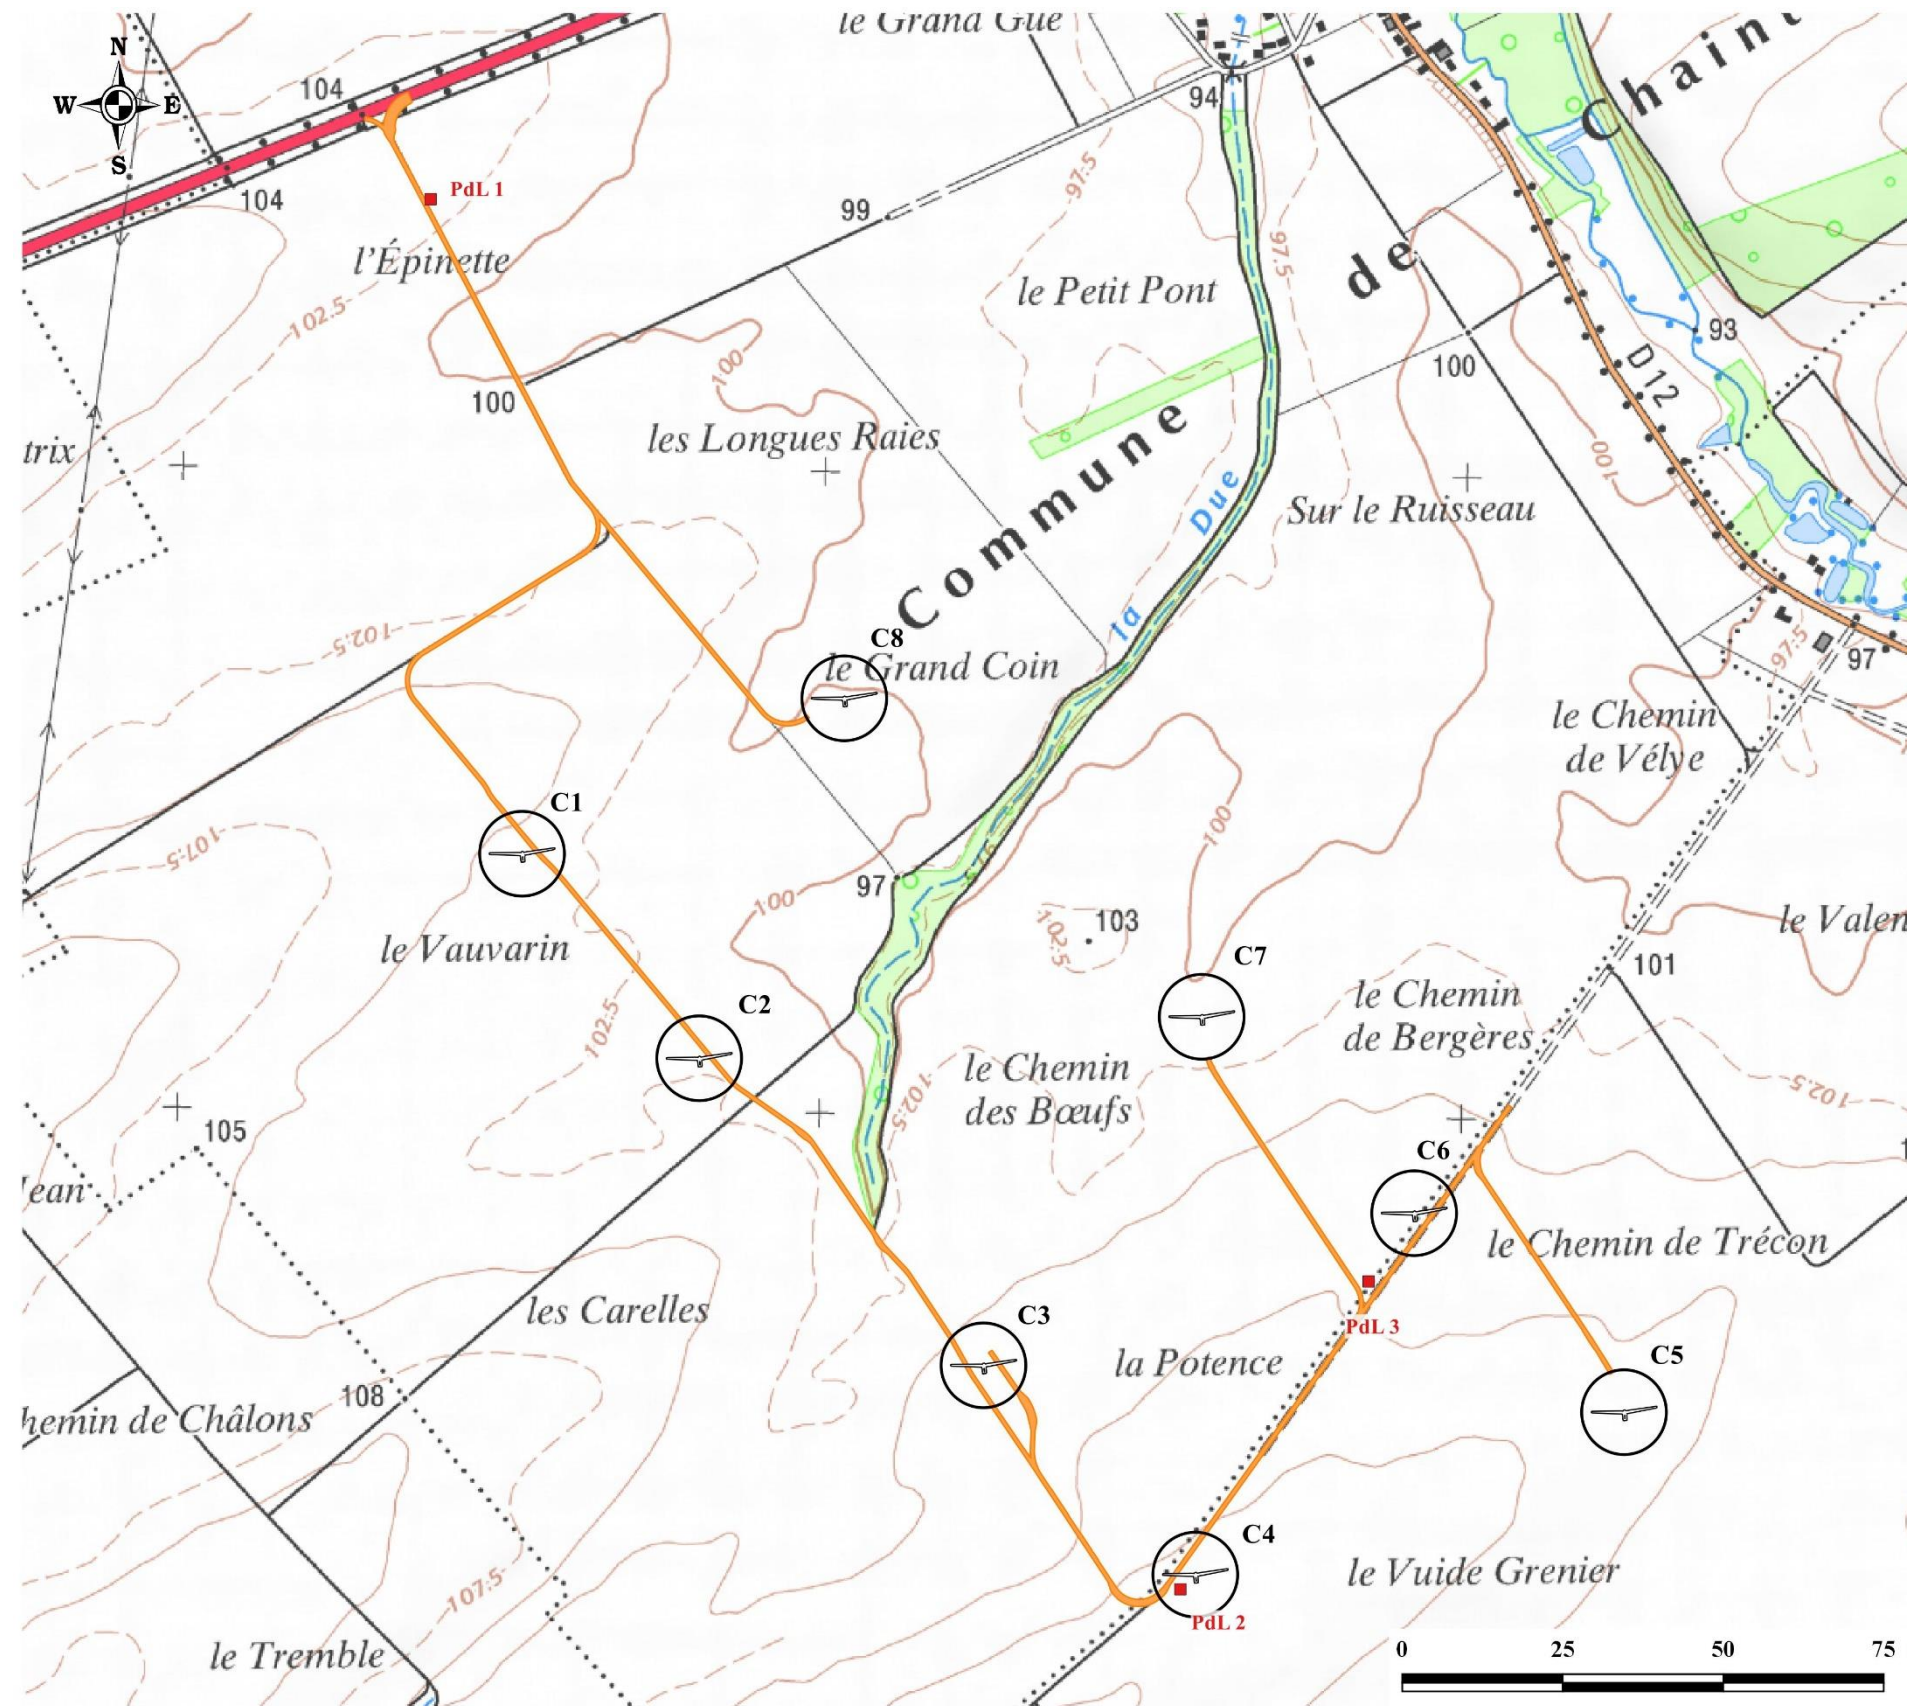 le Grand Gué
N
W E
S
104
104
94
Chaint
PdL 1
99
97.5
l'Épinette
102.5
le Petit Pont
97.5
de
93
100
100
100
D12
trix
les Longues Raies
Commune
la Due
Sur le Ruisseau
100
102.5
C8
le Grand Coin
97.5
97
le Chemin
de Vélye
C1
107.5
100
97
100
le Vauvarin
102.5
103
le Valen
C7
101
C2
102.5
le Chemin
de Bergères
le Chemin
des Bœufs
102.5
102.5
105
Jean
C6
le Chemin de Trécon
les Carelles
C3
PdL 3
la Potence
C5
108
hemin de Châlons
C4
le Vuide Grenier
107.5
PdL 2
le Tremble
0 25 50 75